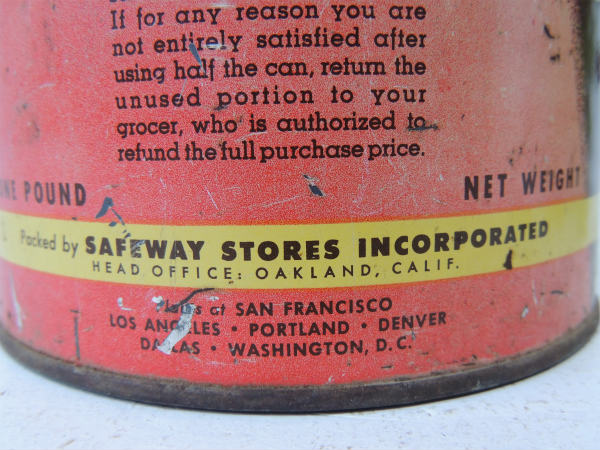 If for any reason you are
not entirely satisfied after
using half the can, return the
unused portion to your
grocer, who is authorized to
refund the full purchase price.
POUND NET WEIGHT
Packed by SAFEWAY STORES INCORPORATED
HEAD OFFICE: OAKLAND, CALIF.
at SAN FRANCISCO
LOS ANGELES • PORTLAND • DENVER
DALLAS • WASHINGTON, D.C.